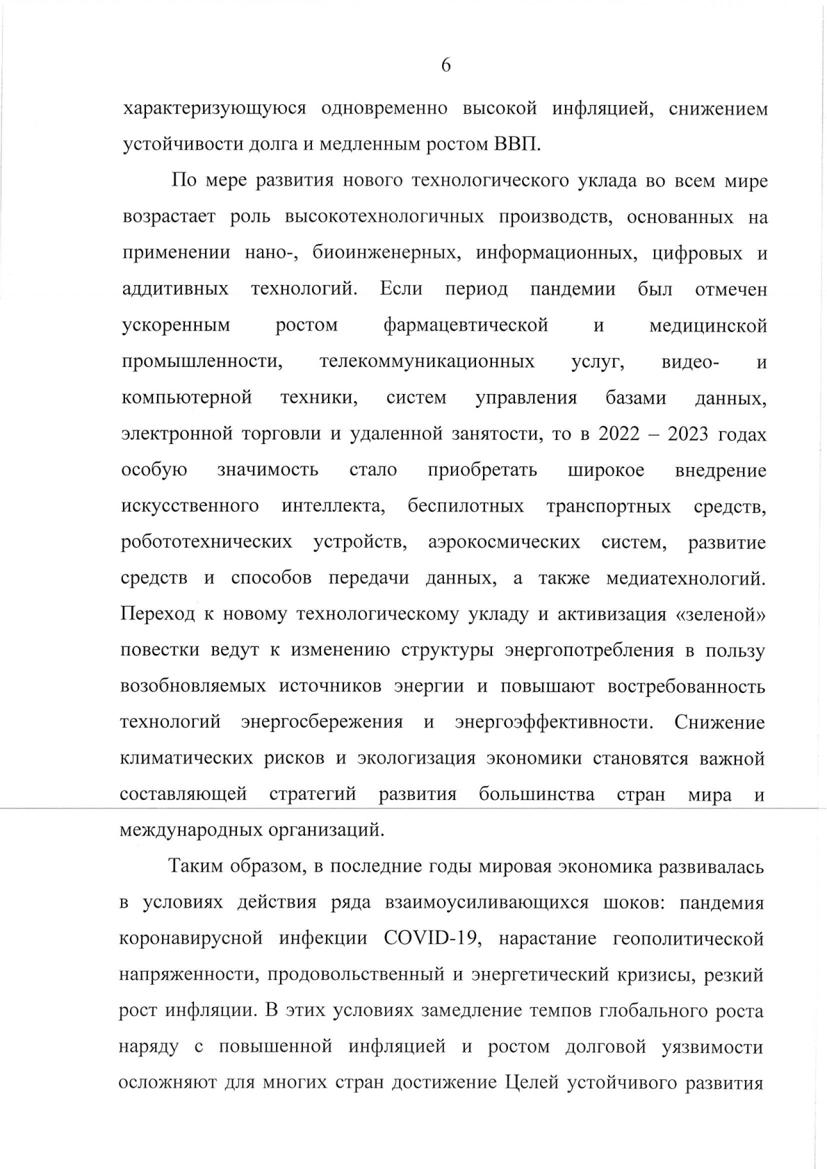 6
характеризующуюся одновременно высокой инфляцией, снижением
устойчивости долга и медленным ростом ВВП.
По мере развития нового технологического уклада во всем мире
возрастает роль высокотехнологичных производств, основанных на
применении нано-, биоинженерных, информационных, цифровых и
аддитивных технологий. Если период пандемии был отмечен
ускоренным ростом фармацевтической и медицинской
промышленности, телекоммуникационных услуг, видео- и
компьютерной техники, систем управления базами данных,
электронной торговли и удаленной занятости, то в 2022 – 2023 годах
особую значимость стало приобретать широкое внедрение
искусственного интеллекта, беспилотных транспортных средств,
робототехнических устройств, аэрокосмических систем, развитие
средств и способов передачи данных, а также медиатехнологий.
Переход к новому технологическому укладу и активизация «зеленой»
повестки ведут к изменению структуры энергопотребления в пользу
возобновляемых источников энергии и повышают востребованность
технологий энергосбережения и энергоэффективности. Снижение
климатических рисков и экологизация экономики становятся важной
составляющей стратегий развития большинства стран мира и
международных организаций.
Таким образом, в последние годы мировая экономика развивалась
в условиях действия ряда взаимоусиливающихся шоков: пандемия
коронавирусной инфекции COVID-19, нарастание геополитической
напряженности, продовольственный и энергетический кризисы, резкий
рост инфляции. В этих условиях замедление темпов глобального роста
наряду с повышенной инфляцией и ростом долговой уязвимости
осложняют для многих стран достижение Целей устойчивого развития